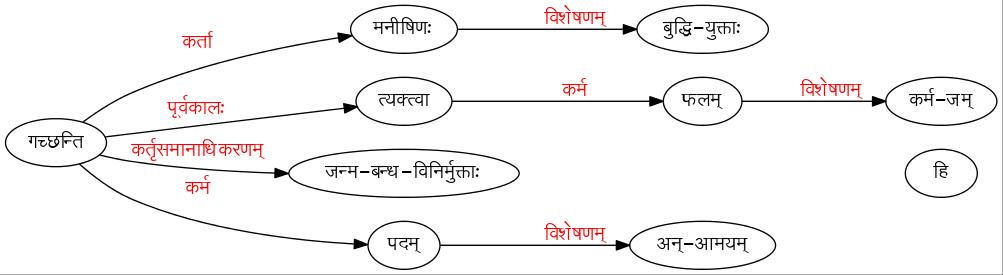 विशेषणम्
मनीषिणः
बुद्धि-युक्ताः
कर्ता
पूर्वकालः
त्यक्त्वा
कर्म
फलम्
विशेषणम्
कर्म-जम्
गच्छन्ति
कर्तृसमानाधिकरणम्
जन्म-बन्ध-विनिर्मुक्ताः
हि
कर्म
विशेषणम्
पदम्
अन्-आमयम्